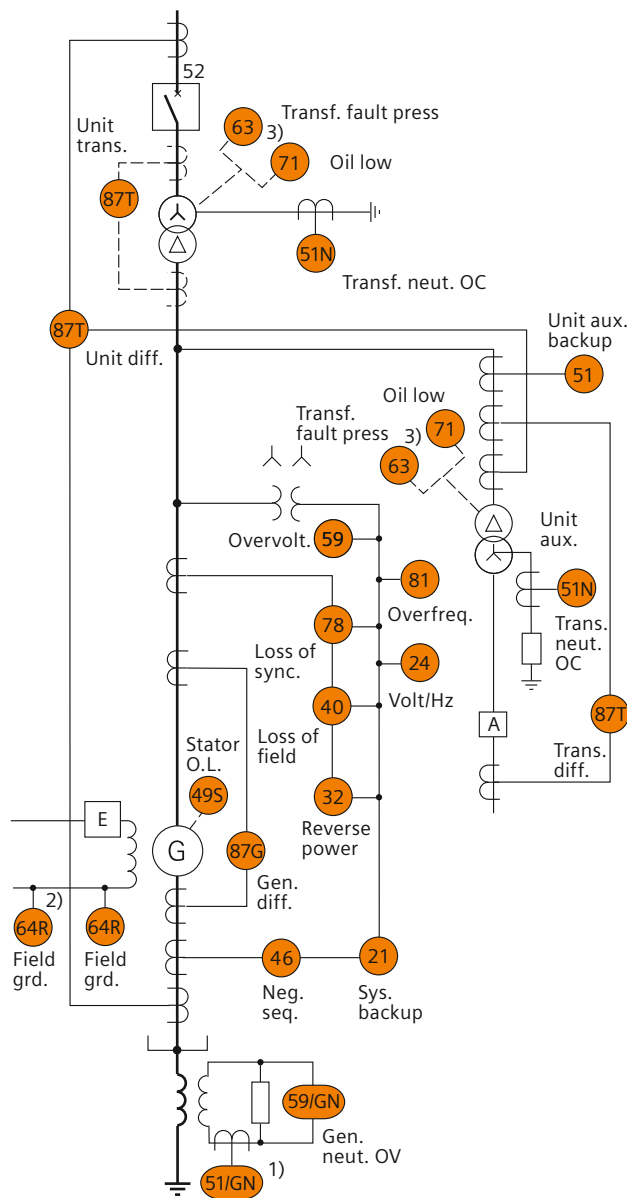 52
Transf. fault press
63
3)
71
Oil low
Unit
trans.
87T
51N
Transf. neut. OC
87T
Unit diff.
Unit aux.
backup
51
Oil low
71
Transf.
fault press
3)
63
Unit
aux.
Overvolt.
59
81
Overfreq.
51N
Trans.
neut.
OC
78
Loss of
sync.
24
Volt/Hz
40
Loss of
field
A
87T
Trans.
diff.
Stator
O.L.
49S
32
Reverse
power
E
G
87G
Gen.
diff.
2)
64R
64R
Field
grd.
Field
grd.
46
21
Neg.
seq.
Sys.
backup
59/GN
Gen.
neut. OV
51/GN
1)